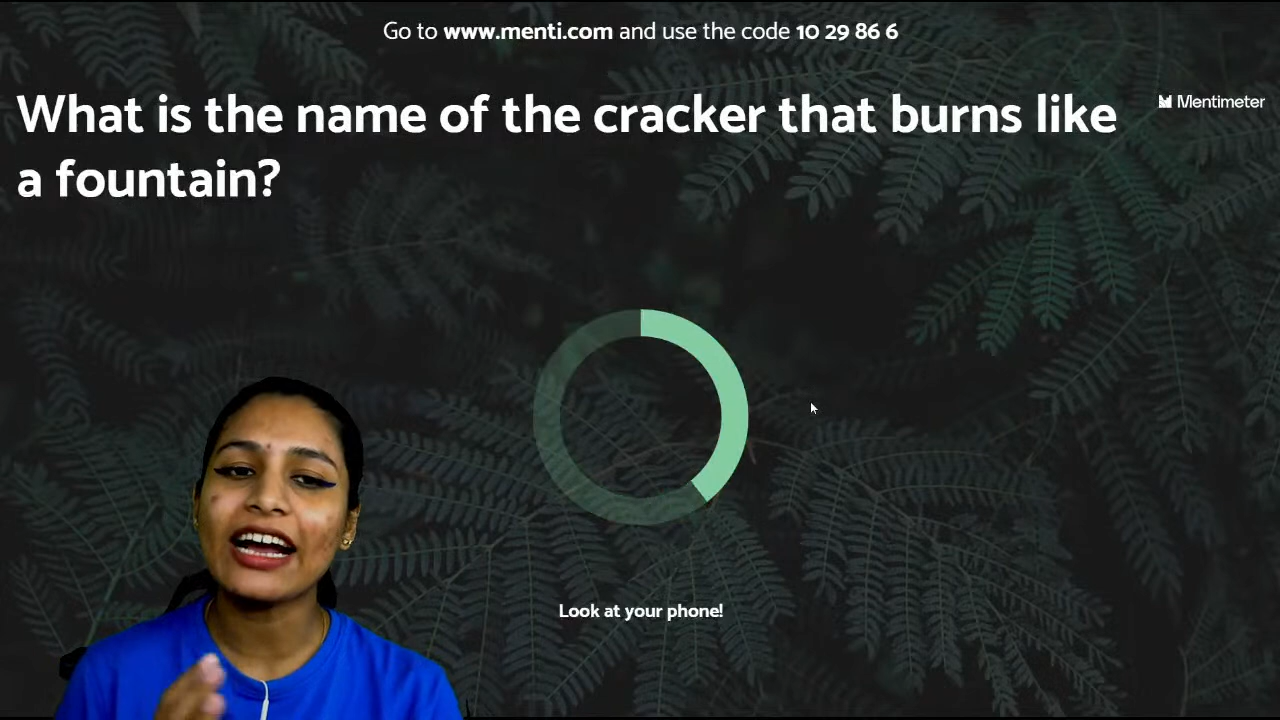 Go to www.menti.com and use the code 10 29 86 6
What is the name of the cracker that burns like
a fountain?
Mentimeter
Look at your phone!